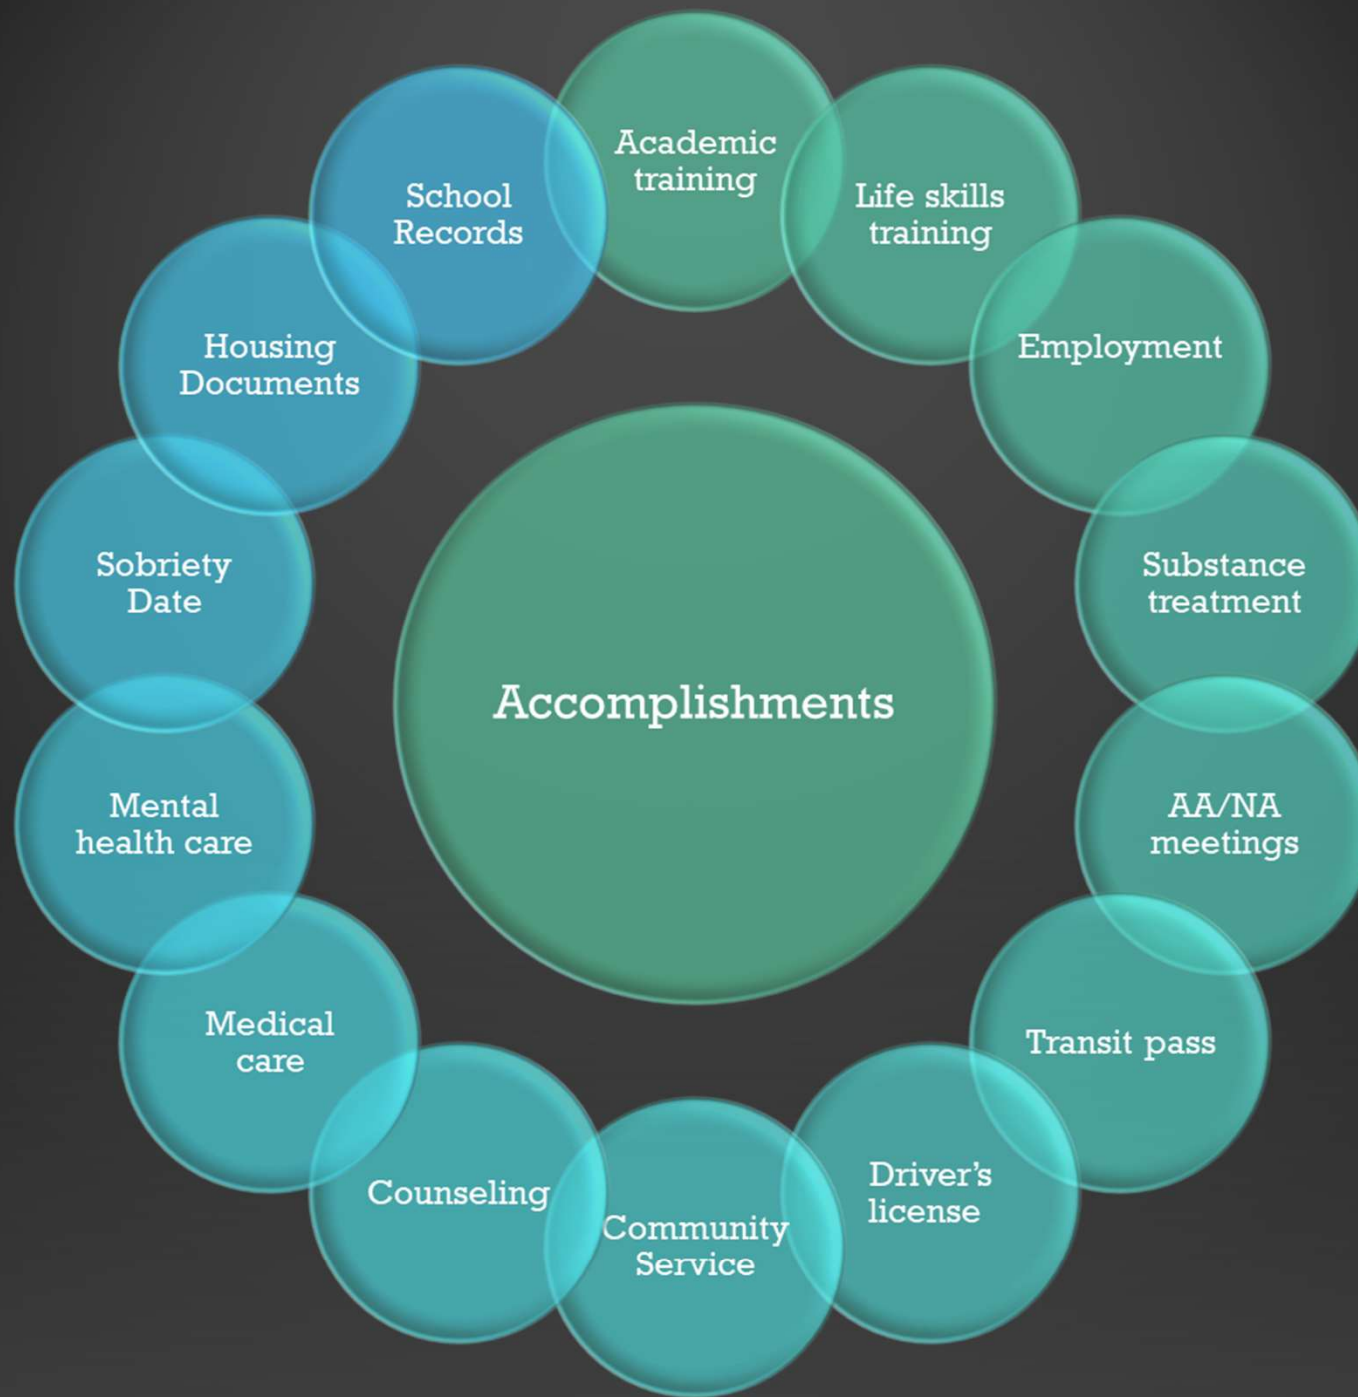 Academic
training
Life skills
training
Employment
Substance
treatment
AA/NA
meetings
Transit pass
Driver’s
license
Community
Service
Counseling
Medical
care
Mental
health care
Sobriety
Date
Housing
Documents
School
Records
Accomplishments